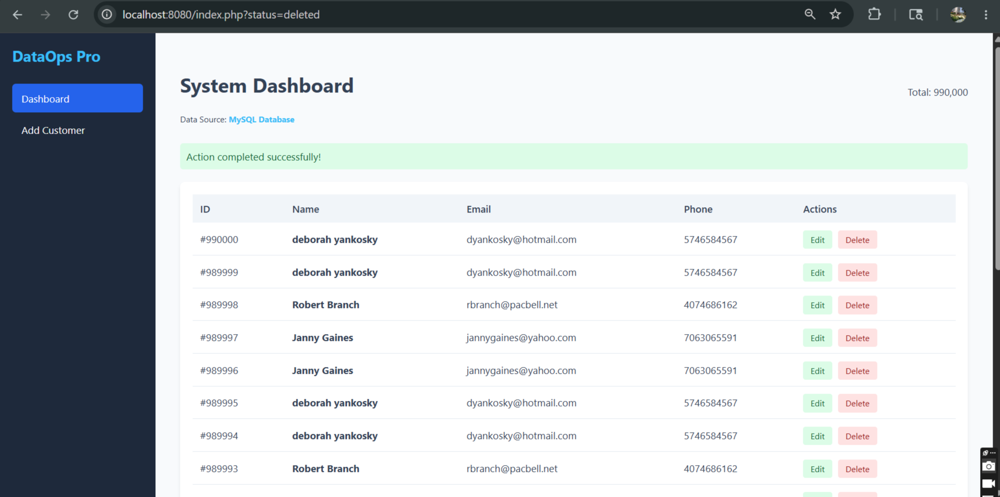 localhost:8080/index.php?status=deleted
DataOps Pro
Dashboard
Add Customer
System Dashboard
Total: 990,000
Data Source: MySQL Database
Action completed successfully!
ID Name Email Phone Actions
#990000 deborah yankosky dyankosky@hotmail.com 5746584567 Edit Delete
#989999 deborah yankosky dyankosky@hotmail.com 5746584567 Edit Delete
#989998 Robert Branch rbranch@pacbell.net 4074686162 Edit Delete
#989997 Janny Gaines jannygaines@yahoo.com 7063065591 Edit Delete
#989996 Janny Gaines jannygaines@yahoo.com 7063065591 Edit Delete
#989995 deborah yankosky dyankosky@hotmail.com 5746584567 Edit Delete
#989994 deborah yankosky dyankosky@hotmail.com 5746584567 Edit Delete
#989993 Robert Branch rbranch@pacbell.net 4074686162 Edit Delete